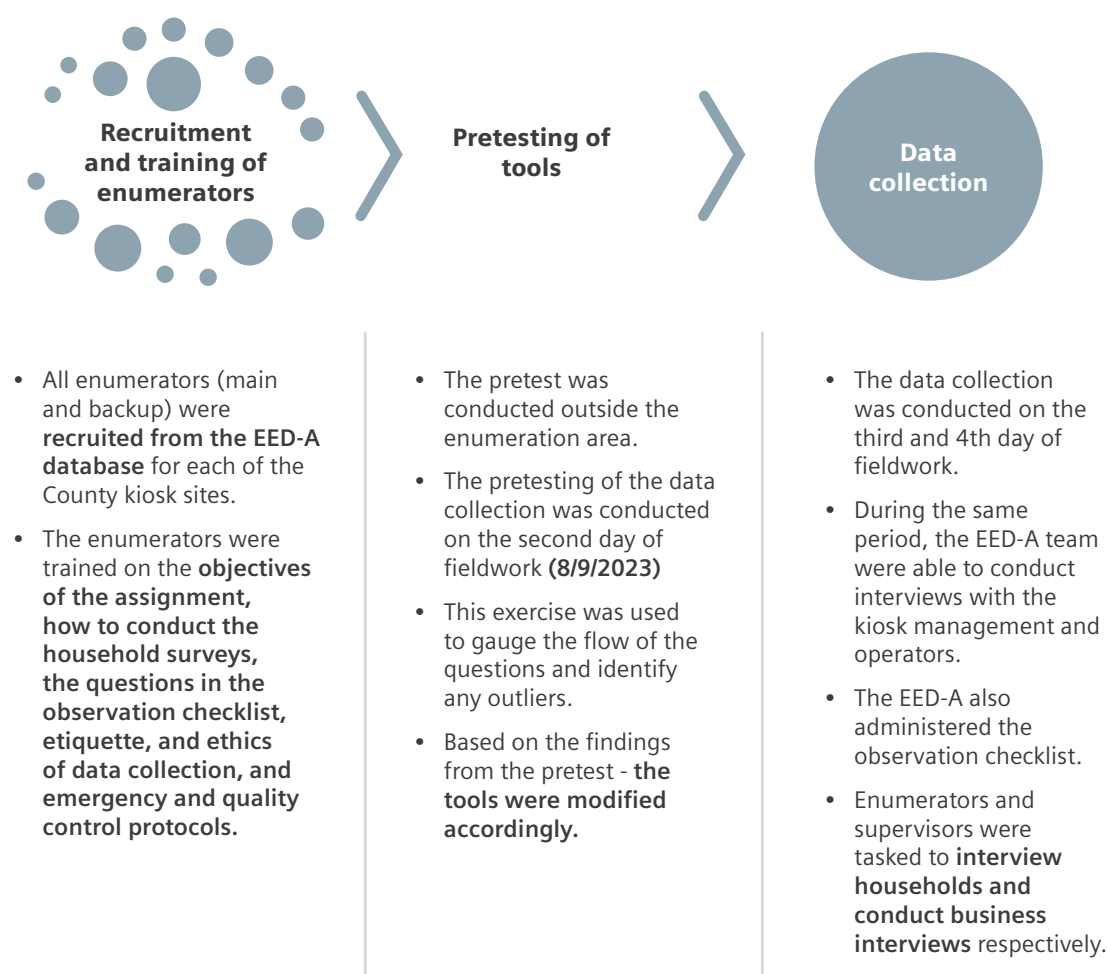 Recruitment
and training of
enumerators
Pretesting of
tools
Data
collection
• All enumerators (main
and backup) were
recruited from the EED-A
database for each of the
County kiosk sites.
• The enumerators were
trained on the objectives
of the assignment,
how to conduct the
household surveys,
the questions in the
observation checklist,
etiquette, and ethics
of data collection, and
emergency and quality
control protocols.
• The pretest was
conducted outside the
enumeration area.
• The pretesting of the data
collection was conducted
on the second day of
fieldwork (8/9/2023)
• This exercise was used
to gauge the flow of the
questions and identify
any outliers.
• Based on the findings
from the pretest - the
tools were modified
accordingly.
• The data collection
was conducted on the
third and 4th day of
fieldwork.
• During the same
period, the EED-A team
were able to conduct
interviews with the
kiosk management and
operators.
• The EED-A also
administered the
observation checklist.
• Enumerators and
supervisors were
tasked to interview
households and
conduct business
interviews respectively.